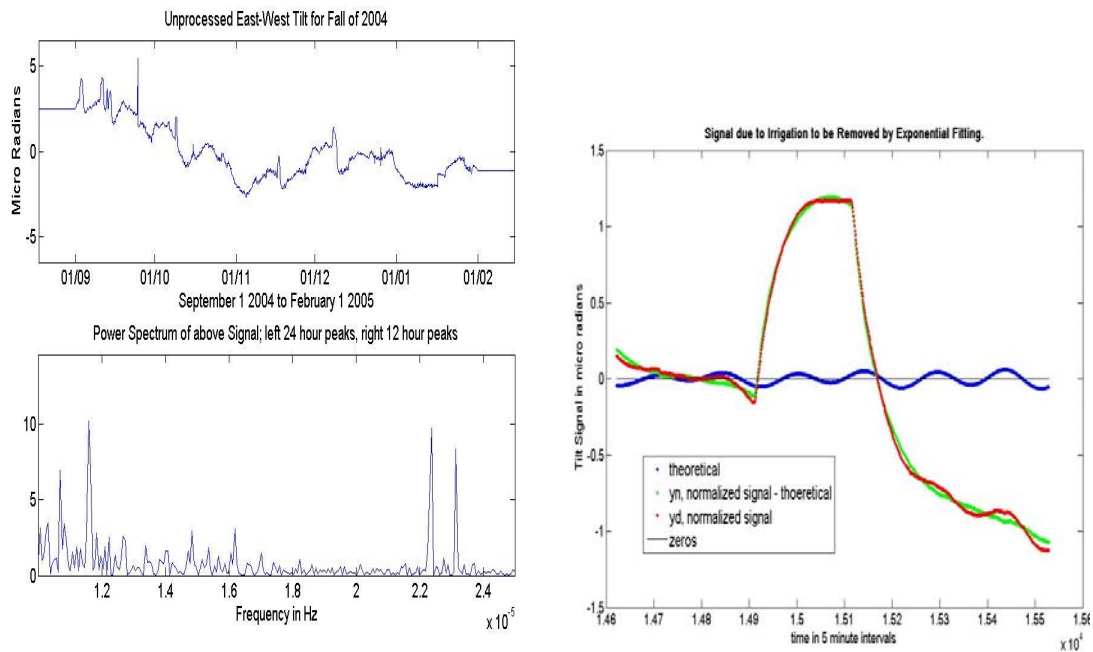 Unprocessed East-West Tilt for Fall of 2004
Micro Radians
5
0
-5
01/09 01/10 01/11 01/12 01/01 01/02
September 1 2004 to February 1 2005
Power Spectrum of above Signal; left 24 hour peaks, right 12 hour peaks
10
5
0
1.2 1.4 1.6 1.8 2 2.2 2.4
Frequency in Hz
x 10^-5
Signal due to Irrigation to be Removed by Exponential Fitting.
Tilt Signal in micro radians
1.5
1
0.5
0
-0.5
-1
-1.5
theoretical
yn, normalized signal - thoeretical
yd, normalized signal
zeros
1.46 1.47 1.48 1.49 1.5 1.51 1.52 1.53 1.54 1.55 1.56
time in 5 minute intervals
x 10^4